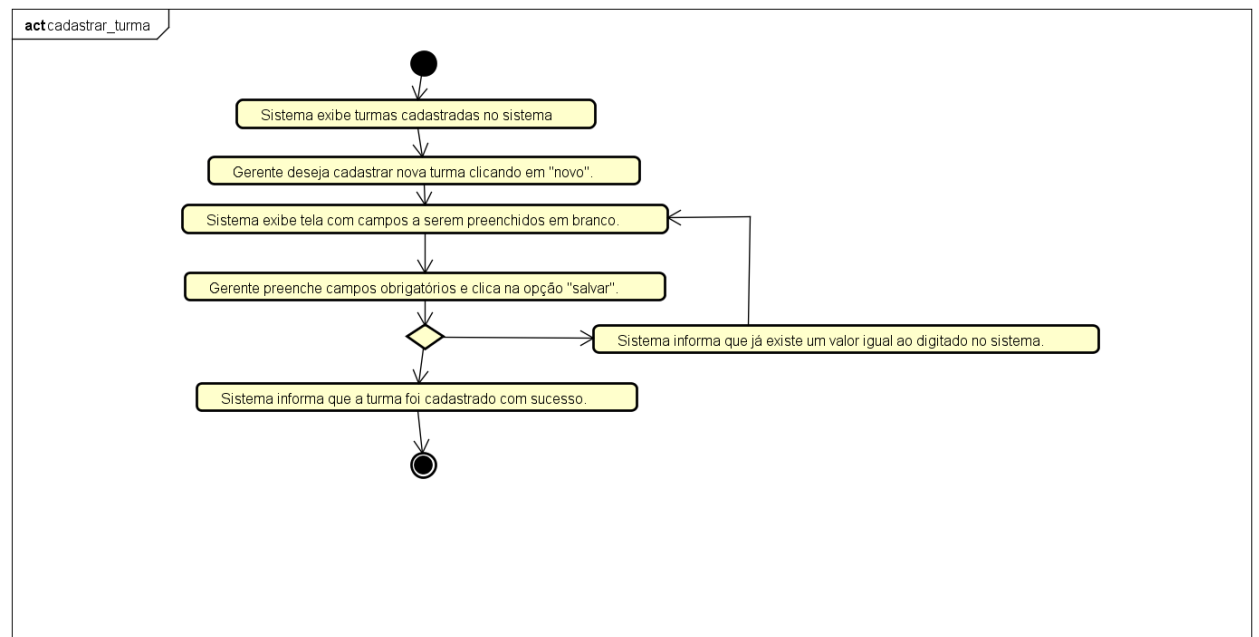 act cadastrar_turma
Sistema exibe turmas cadastradas no sistema
Gerente deseja cadastrar nova turma clicando em "novo".
Sistema exibe tela com campos a serem preenchidos em branco.
Gerente preenche campos obrigatórios e clica na opção "salvar".
Sistema informa que já existe um valor igual ao digitado no sistema.
Sistema informa que a turma foi cadastrado com sucesso.